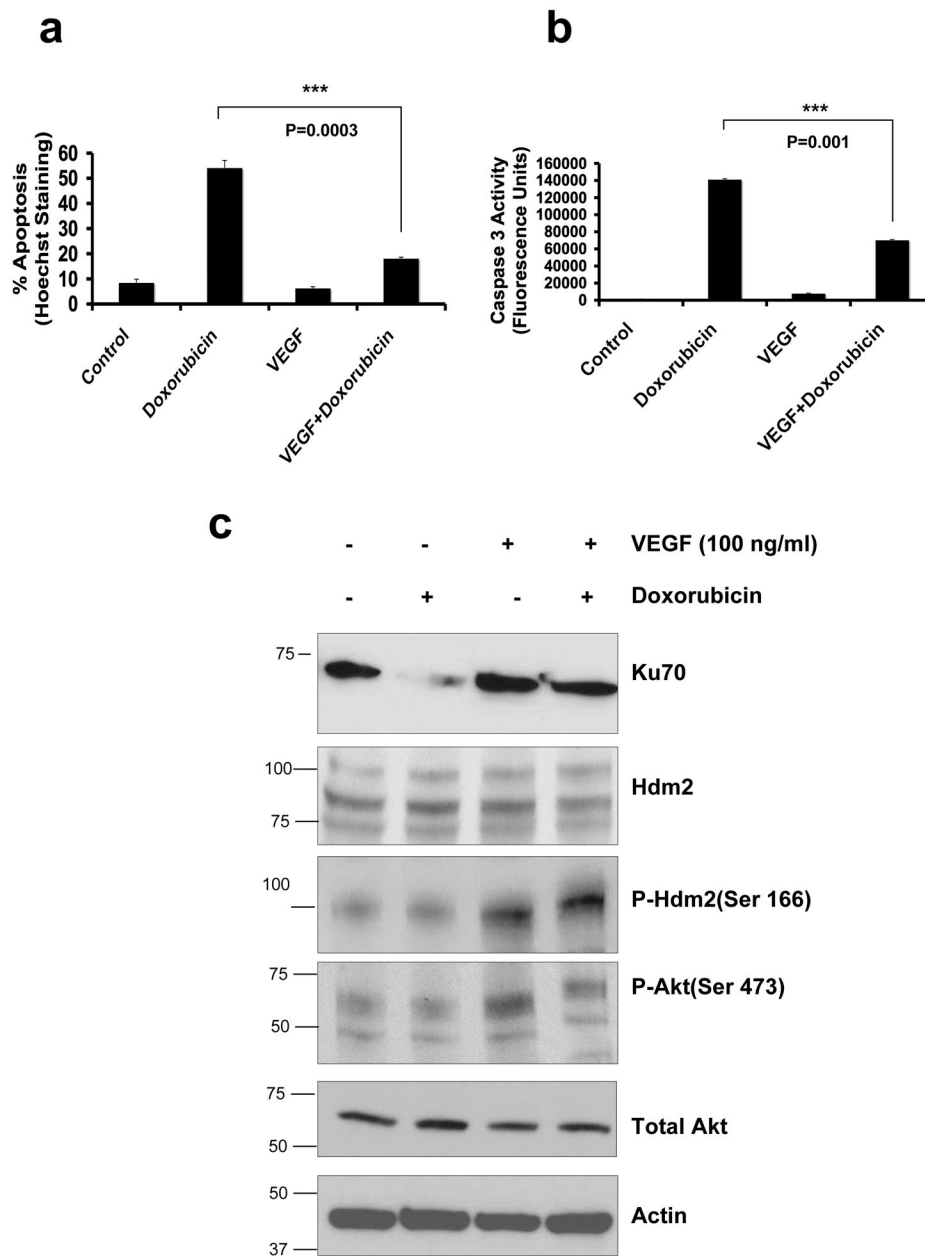 a
***
P=0.0003
% Apoptosis
(Hoechst Staining)
60
50
40
30
20
10
0
Control
Doxorubicin
VEGF
VEGF+Doxorubicin
b
***
P=0.001
Caspase 3 Activity
(Fluorescence Units)
160000
140000
120000
100000
80000
60000
40000
20000
0
Control
Doxorubicin
VEGF
VEGF+Doxorubicin
c
- - + + VEGF (100 ng/ml)
- + - + Doxorubicin
75
Ku70
100
Hdm2
75
100
P-Hdm2(Ser 166)
75
P-Akt(Ser 473)
50
75
Total Akt
50
50
Actin
37